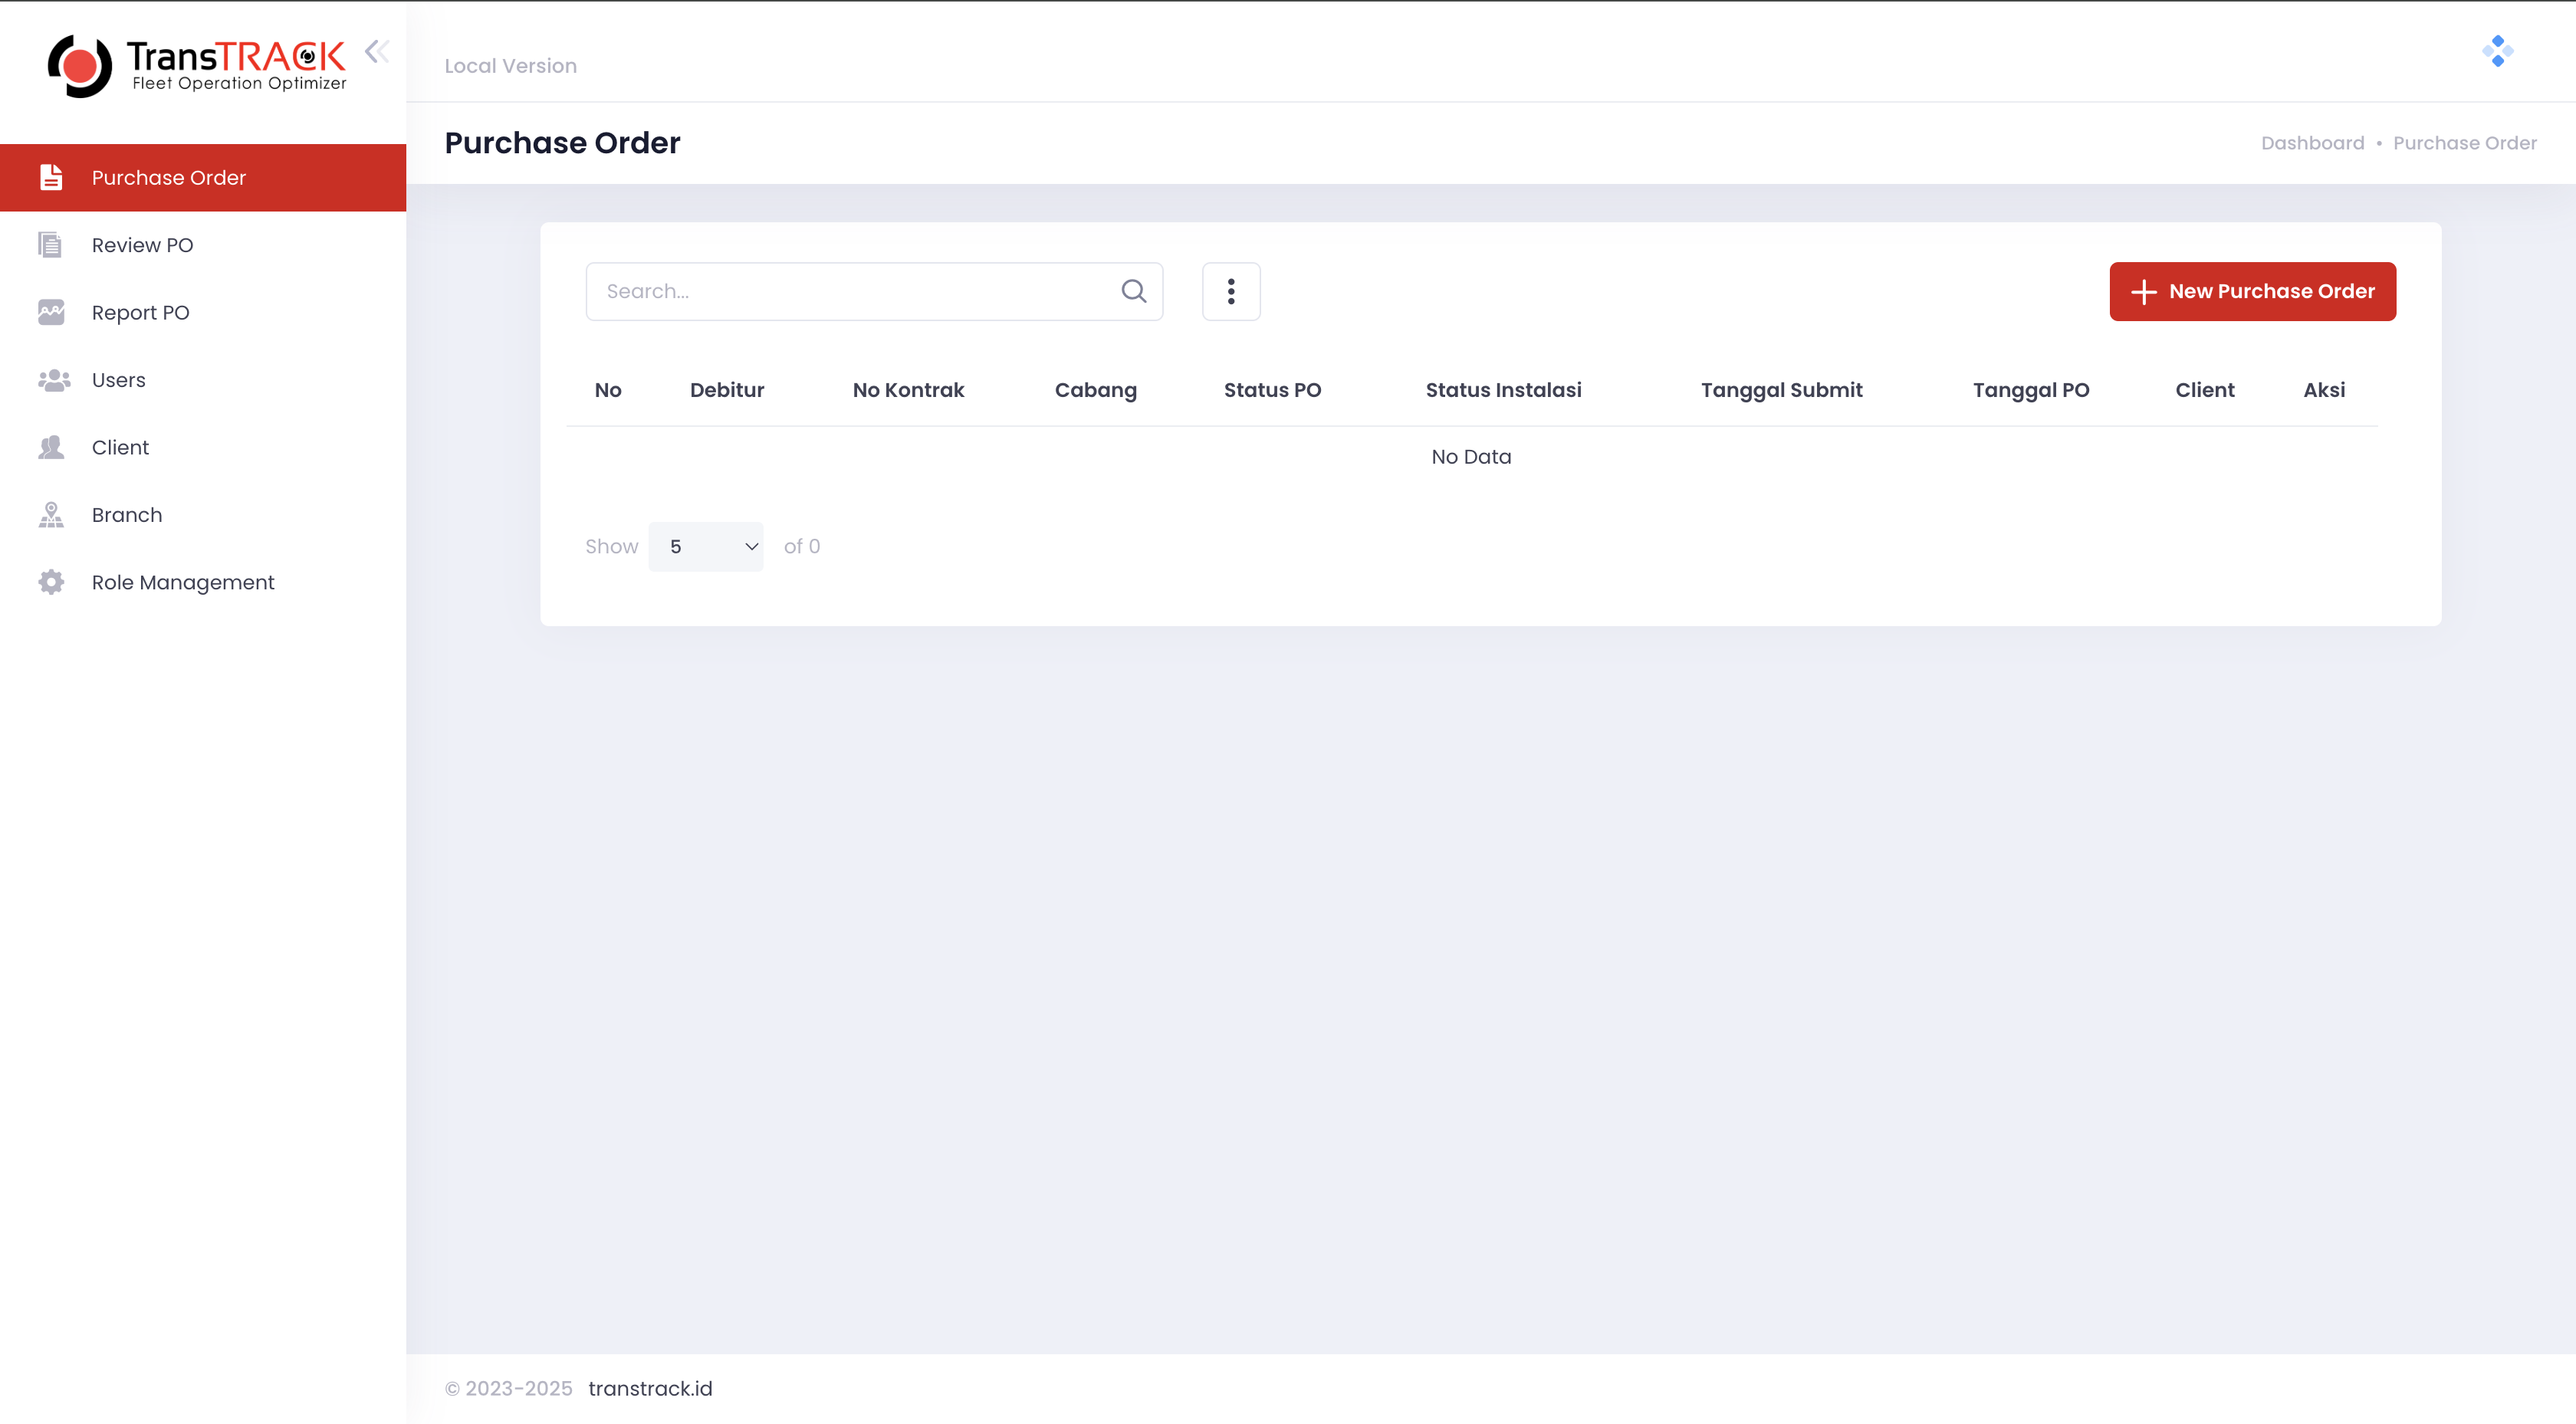 TransTRACK
Fleet Operation Optimizer
Local Version
Purchase Order
Dashboard • Purchase Order
Purchase Order
Review PO
Report PO
Users
Client
Branch
Role Management
Search...
New Purchase Order
No Debitur No Kontrak Cabang Status PO Status Instalasi Tanggal Submit Tanggal PO Client Aksi
No Data
Show 5 of 0
© 2023-2025 transtrack.id